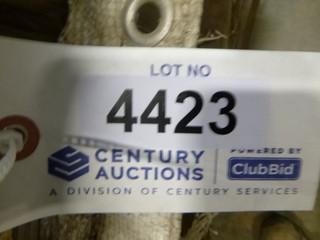 LOT NO
4423
CENTURY
AUCTIONS
POWERED BY
ClubBid
A DIVISION OF CENTURY SERVICES